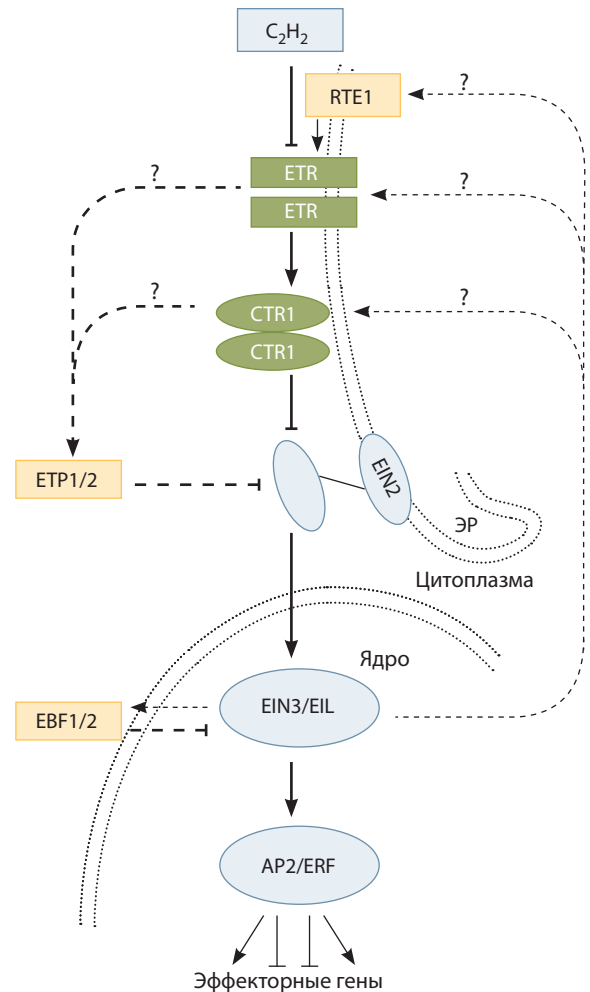 C₂H₂
RTE1
?
ETR
?
?
ETR
?
?
CTR1
CTR1
EIN2
ETP1/2
ЭР
Цитоплазма
Ядро
EIN3/EIL
EBF1/2
AP2/ERF
Эффекторные гены